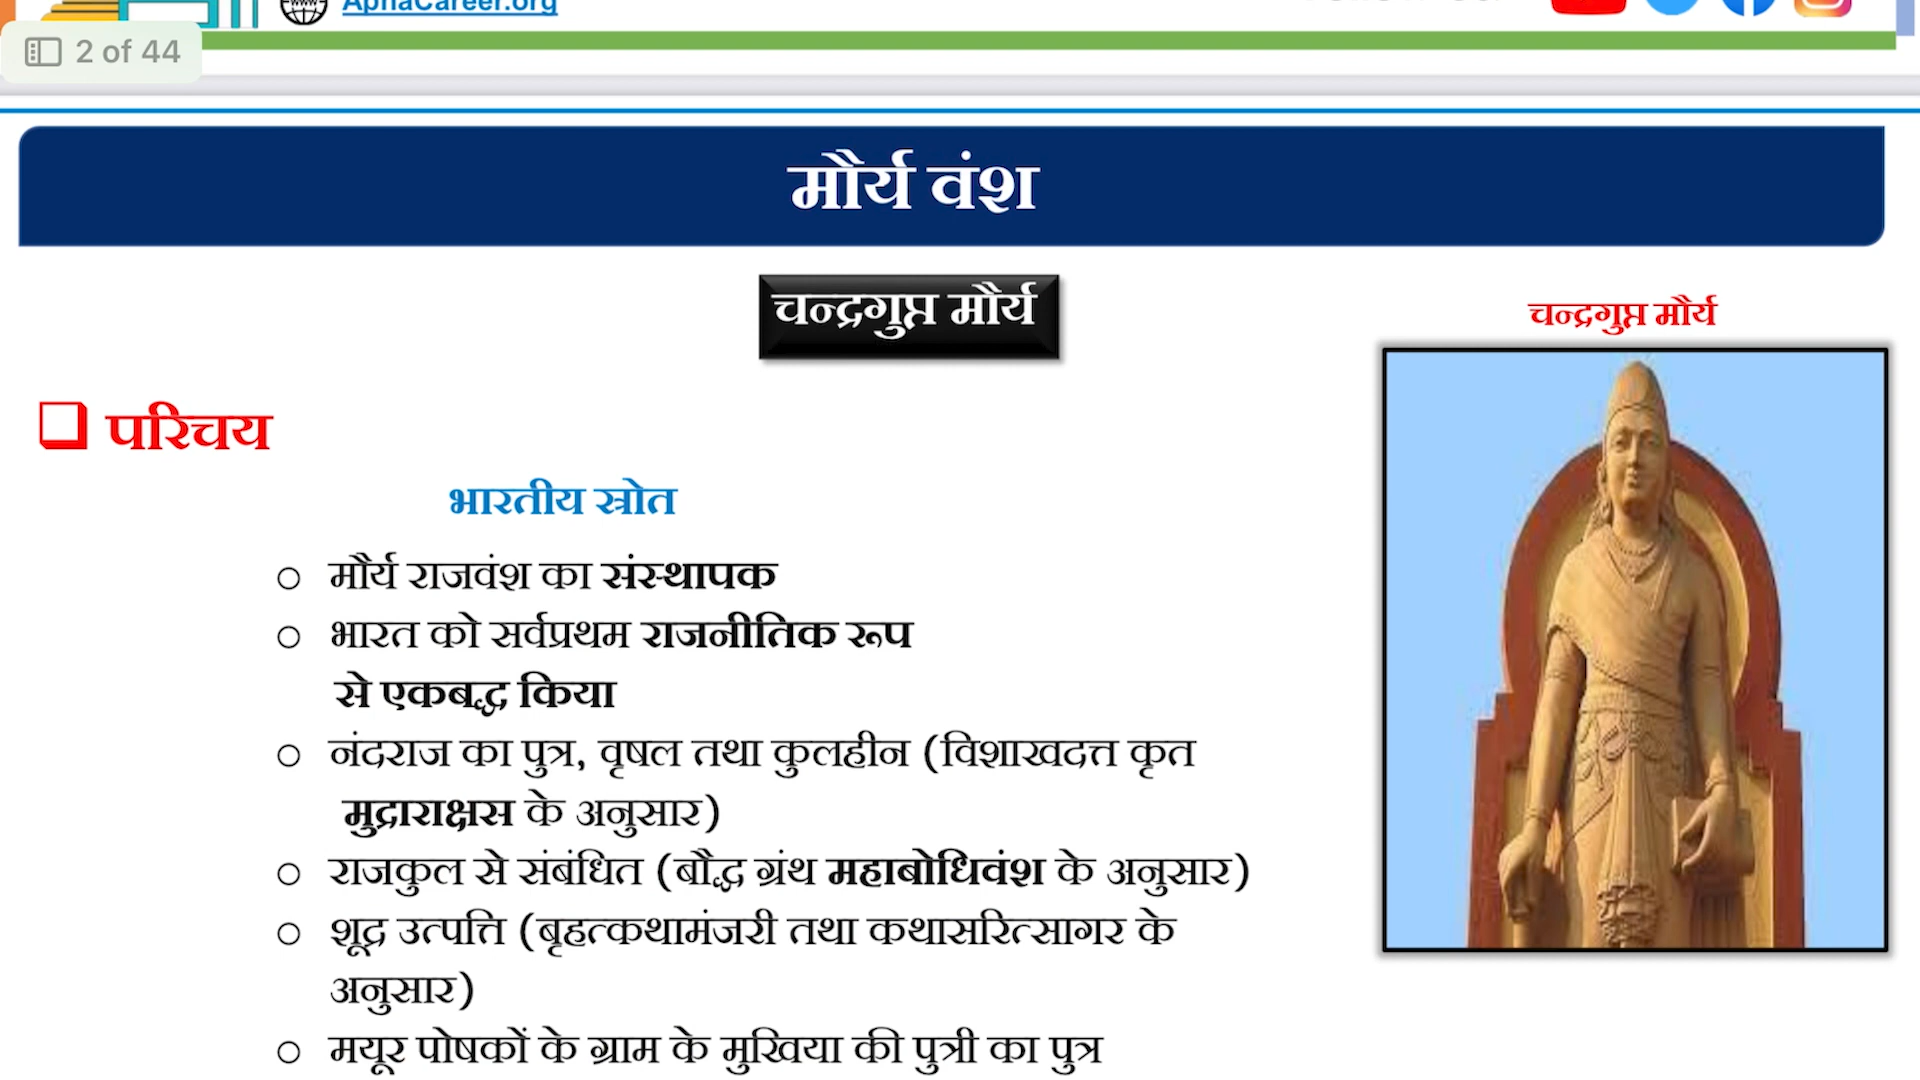 ApnaCareer.org
2 of 44
मौर्य वंश
चन्द्रगुप्त मौर्य
चन्द्रगुप्त मौर्य
परिचय
भारतीय स्रोत
मौर्य राजवंश का संस्थापक
भारत को सर्वप्रथम राजनीतिक रूप
से एकबद्ध किया
नंदराज का पुत्र, वृषल तथा कुलहीन (विशाखदत्त कृत
मुद्राराक्षस के अनुसार)
राजकुल से संबंधित (बौद्ध ग्रंथ महाबोधिवंश के अनुसार)
शूद्र उत्पत्ति (बृहत्कथामंजरी तथा कथासरित्सागर के
अनुसार)
मयूर पोषकों के ग्राम के मुखिया की पुत्री का पुत्र